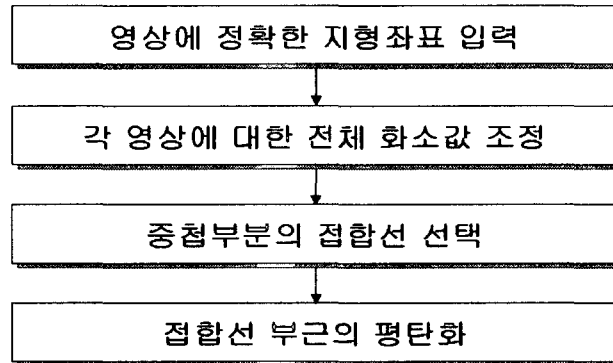 영상에 정확한 지형좌표 입력
각 영상에 대한 전체 화소값 조정
중첩부분의 접합선 선택
접합선 부근의 평탄화